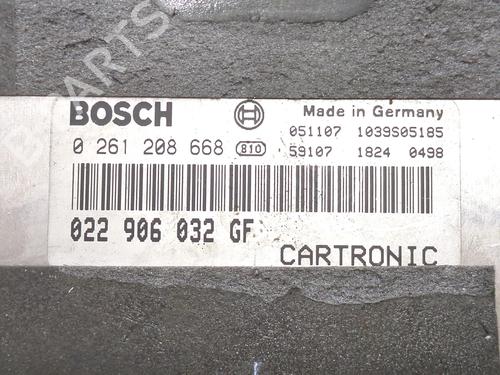 BOSCH Made in Germany
0 261 208 668 810 051107 1039S05185
59107 1824 0498
022 906 032 GF
CARTRONIC